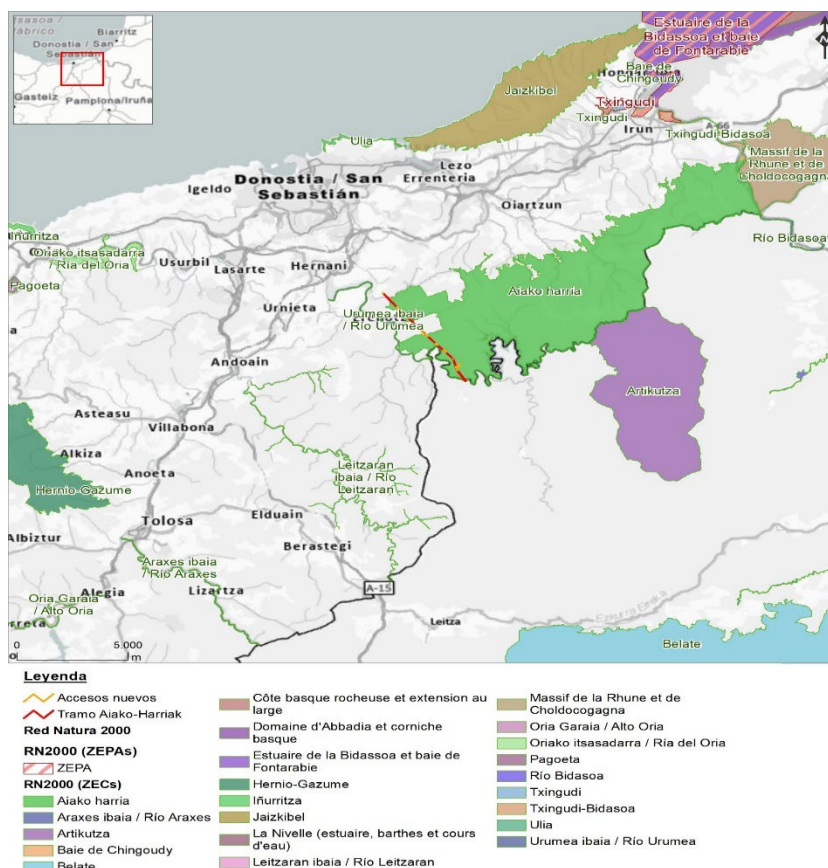 Biarritz
Donostia / San
Sebastián
Gasteiz
Pamplona/Iruña
Estuaire de la
Bidassoa et baie
de Fontarabie
Baie de
Chingoudy
Jaizkibel
Txingudi
Txingudi
Irun
A-66
Txingudi-Bidasoa
Massif de la
Rhune et de
Choldocogagna
Ulia
Lezo
Errenteria
Igeldo
Donostia / San
Sebastián
Oiartzun
Río Bidasoa
Inurritza
Oriako itsasadarra
/ Ría del Oria
Usurbil
Lasarte
Hernani
Pagoeta
Aiako harria
Urnieta
Urumea ibaia
/ Río Urumea
Andoain
Artikutza
Asteasu
Villabona
Alkiza
Anoeta
Hernio-Gazume
Leitzaran
ibaia / Río
Leitzaran
Tolosa
Elduain
Albiztur
Berastegi
Araxes ibaia
/ Río Araxes
Alegia
Lizartza
A-15
Oria Garaia
/ Alto Oria
Leitza
Belate
0
5.000
m
Leyenda
Accesos nuevos
Tramo Aiako-Harriak
Red Natura 2000
RN2000 (ZEPAs)
ZEPA
RN2000 (ZECs)
Aiako harria
Araxes ibaia / Río Araxes
Artikutza
Baie de Chingoudy
Belate
Côte basque rocheuse et extension au
large
Domaine d'Abbadia et corniche
basque
Estuaire de la Bidassoa et baie de
Fontarabie
Hernio-Gazume
Iñurritza
Jaizkibel
La Nivelle (estuaire, barthes et cours
d'eau)
Leitzaran ibaia / Río Leitzaran
Massif de la Rhune et de
Choldocogagna
Oria Garaia / Alto Oria
Oriako itsasadarra / Ría del Oria
Pagoeta
Río Bidasoa
Txingudi
Txingudi-Bidasoa
Ulia
Urumea ibaia / Río Urumea